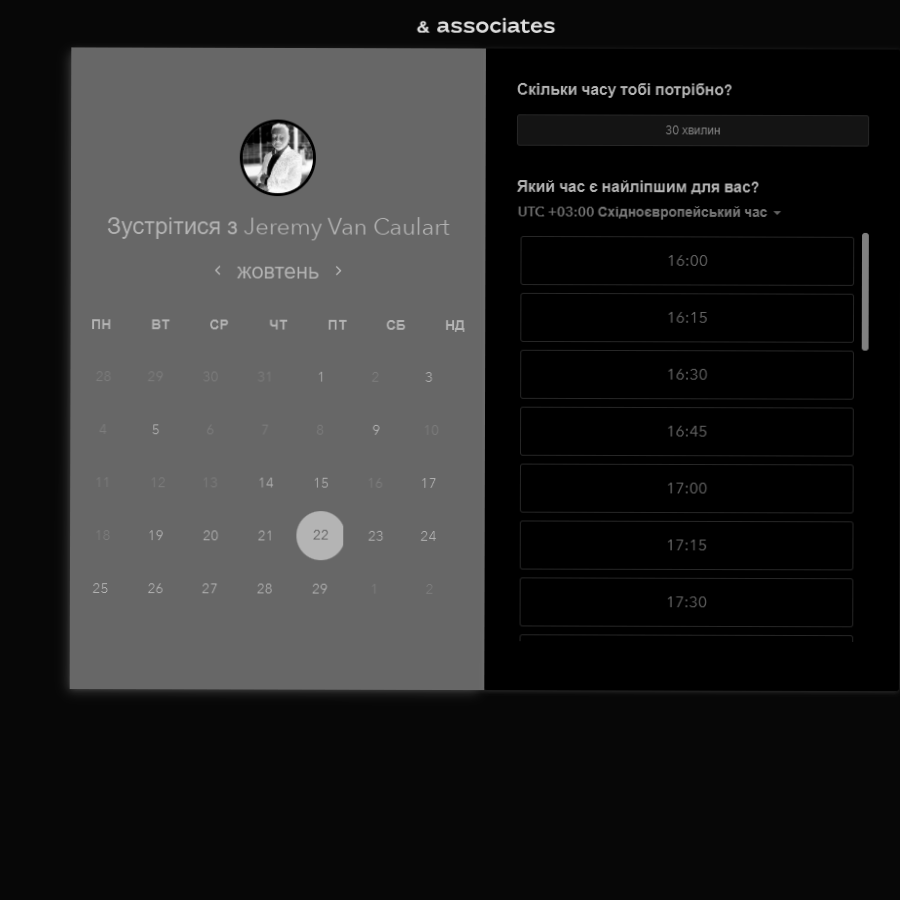 & associates
Зустрітися з Jeremy Van Caulart
жовтень
ПН ВТ СР ЧТ ПТ СБ НД
28 29 30 31 1 2 3
4 5 6 7 8 9 10
11 12 13 14 15 16 17
18 19 20 21 22 23 24
25 26 27 28 29 1 2
Скільки часу тобі потрібно?
30 хвилин
Який час є найліпшим для вас?
UTC +03:00 Східноєвропейський час
16:00
16:15
16:30
16:45
17:00
17:15
17:30